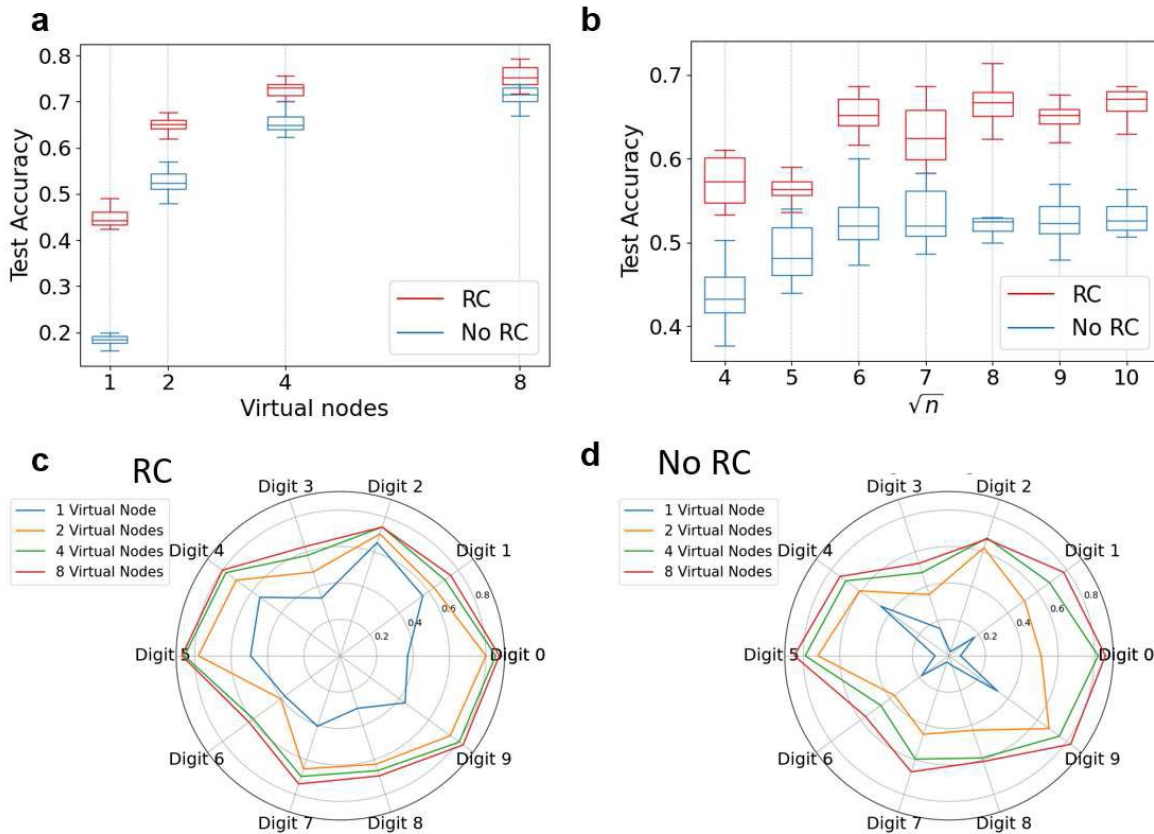 a
0.8
0.7
0.6
0.5
0.4
0.3
0.2
Test Accuracy
RC
No RC
1
2
4
8
Virtual nodes
b
0.7
0.6
0.5
0.4
Test Accuracy
RC
No RC
4
5
6
7
8
9
10
√n
c
RC
1 Virtual Node
2 Virtual Nodes
4 Virtual Nodes
8 Virtual Nodes
Digit 3
Digit 2
Digit 4
Digit 1
0.8
0.6
0.4
0.2
Digit 5
Digit 0
Digit 6
Digit 9
Digit 7
Digit 8
d
No RC
1 Virtual Node
2 Virtual Nodes
4 Virtual Nodes
8 Virtual Nodes
Digit 3
Digit 2
Digit 4
Digit 1
0.8
0.6
0.4
0.2
Digit 5
Digit 0
Digit 6
Digit 9
Digit 7
Digit 8